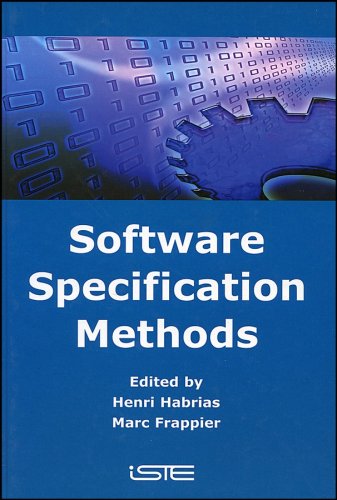 Software
Specification
Methods
Edited by
Henri Habrias
Marc Frappier
iSTE